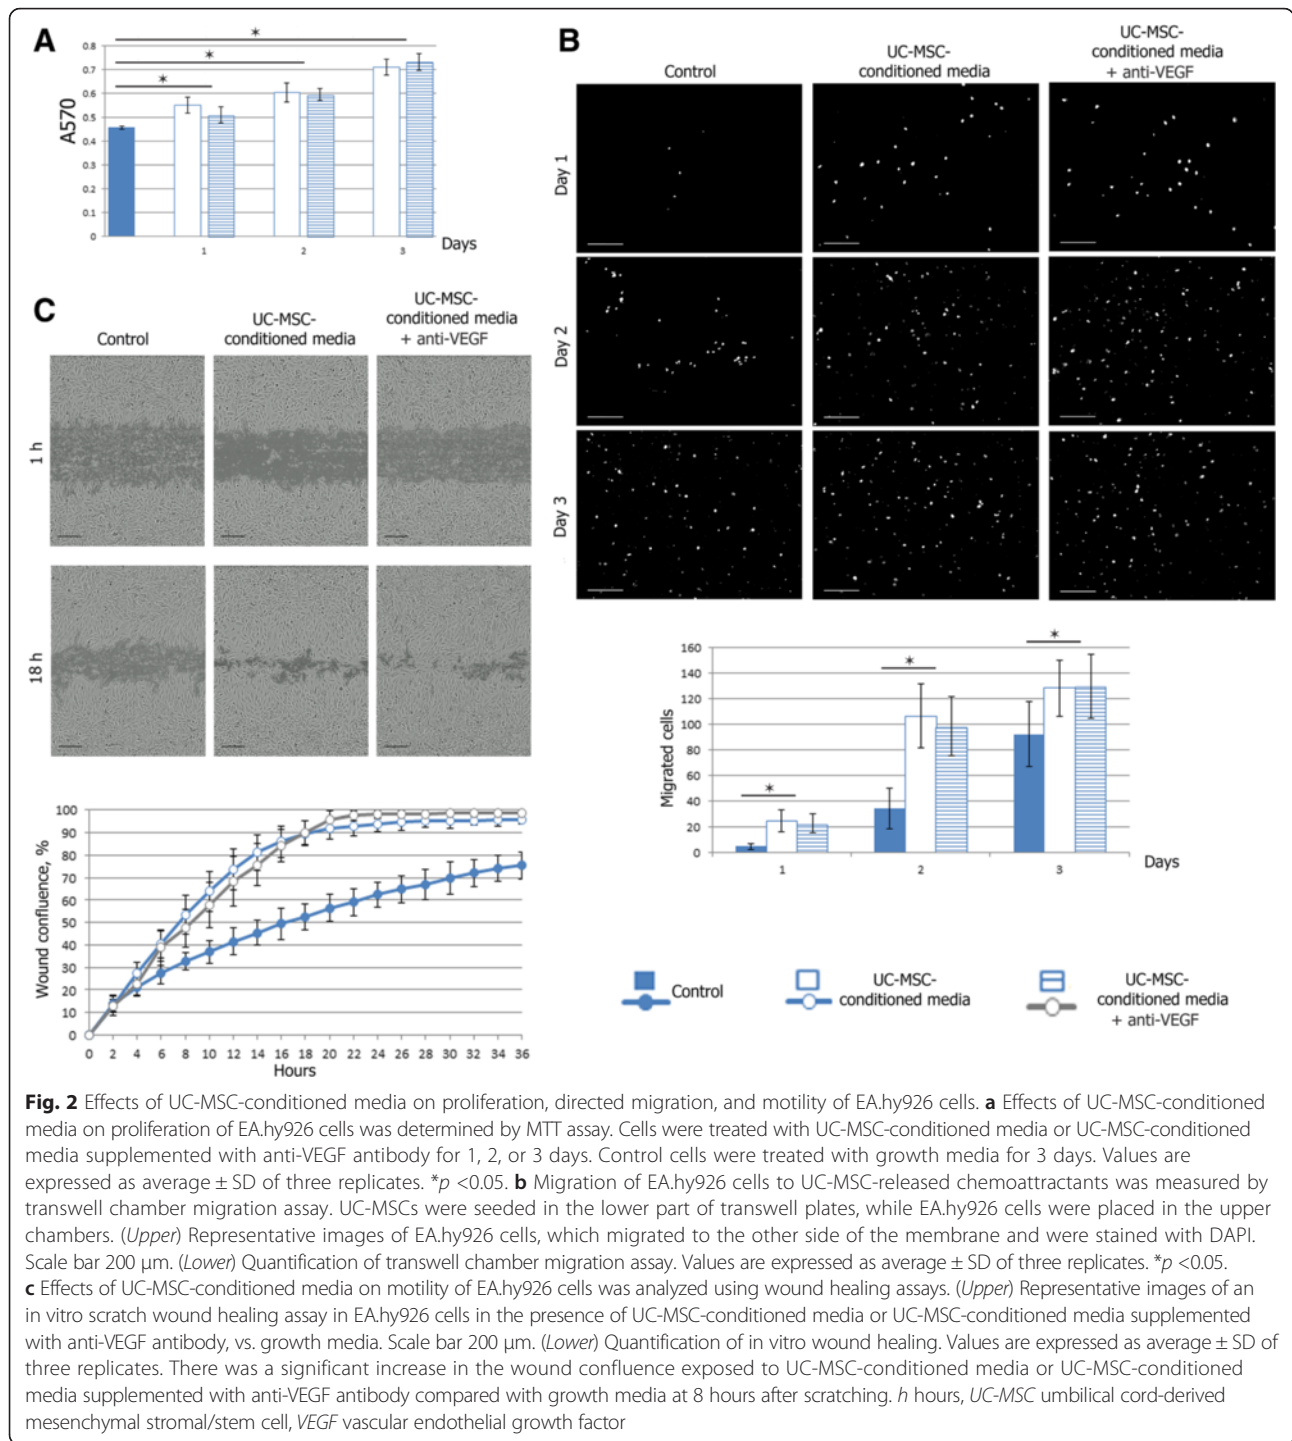 A
A570
0.8
0.7
0.6
0.5
0.4
0.3
0.2
0.1
0
*
*
*
1
2
3
Days
B
Control
UC-MSC-
conditioned media
UC-MSC-
conditioned media
+ anti-VEGF
Day 1
Day 2
Day 3
Migrated cells
160
140
120
100
80
60
40
20
0
*
*
*
1
2
3
Days
C
Control
UC-MSC-
conditioned media
UC-MSC-
conditioned media
+ anti-VEGF
1 h
18 h
Wound confluence, %
100
90
80
70
60
50
40
30
20
10
0
0 2 4 6 8 10 12 14 16 18 20 22 24 26 28 30 32 34 36
Hours
Control
UC-MSC-
conditioned media
UC-MSC-
conditioned media
+ anti-VEGF
Fig. 2 Effects of UC-MSC-conditioned media on proliferation, directed migration, and motility of EA.hy926 cells. a Effects of UC-MSC-conditioned
media on proliferation of EA.hy926 cells was determined by MTT assay. Cells were treated with UC-MSC-conditioned media or UC-MSC-conditioned
media supplemented with anti-VEGF antibody for 1, 2, or 3 days. Control cells were treated with growth media for 3 days. Values are
expressed as average ± SD of three replicates. *p <0.05. b Migration of EA.hy926 cells to UC-MSC-released chemoattractants was measured by
transwell chamber migration assay. UC-MSCs were seeded in the lower part of transwell plates, while EA.hy926 cells were placed in the upper
chambers. (Upper) Representative images of EA.hy926 cells, which migrated to the other side of the membrane and were stained with DAPI.
Scale bar 200 μm. (Lower) Quantification of transwell chamber migration assay. Values are expressed as average ± SD of three replicates. *p <0.05.
c Effects of UC-MSC-conditioned media on motility of EA.hy926 cells was analyzed using wound healing assays. (Upper) Representative images of an
in vitro scratch wound healing assay in EA.hy926 cells in the presence of UC-MSC-conditioned media or UC-MSC-conditioned media supplemented
with anti-VEGF antibody, vs. growth media. Scale bar 200 μm. (Lower) Quantification of in vitro wound healing. Values are expressed as average ± SD of
three replicates. There was a significant increase in the wound confluence exposed to UC-MSC-conditioned media or UC-MSC-conditioned
media supplemented with anti-VEGF antibody compared with growth media at 8 hours after scratching. h hours, UC-MSC umbilical cord-derived
mesenchymal stromal/stem cell, VEGF vascular endothelial growth factor